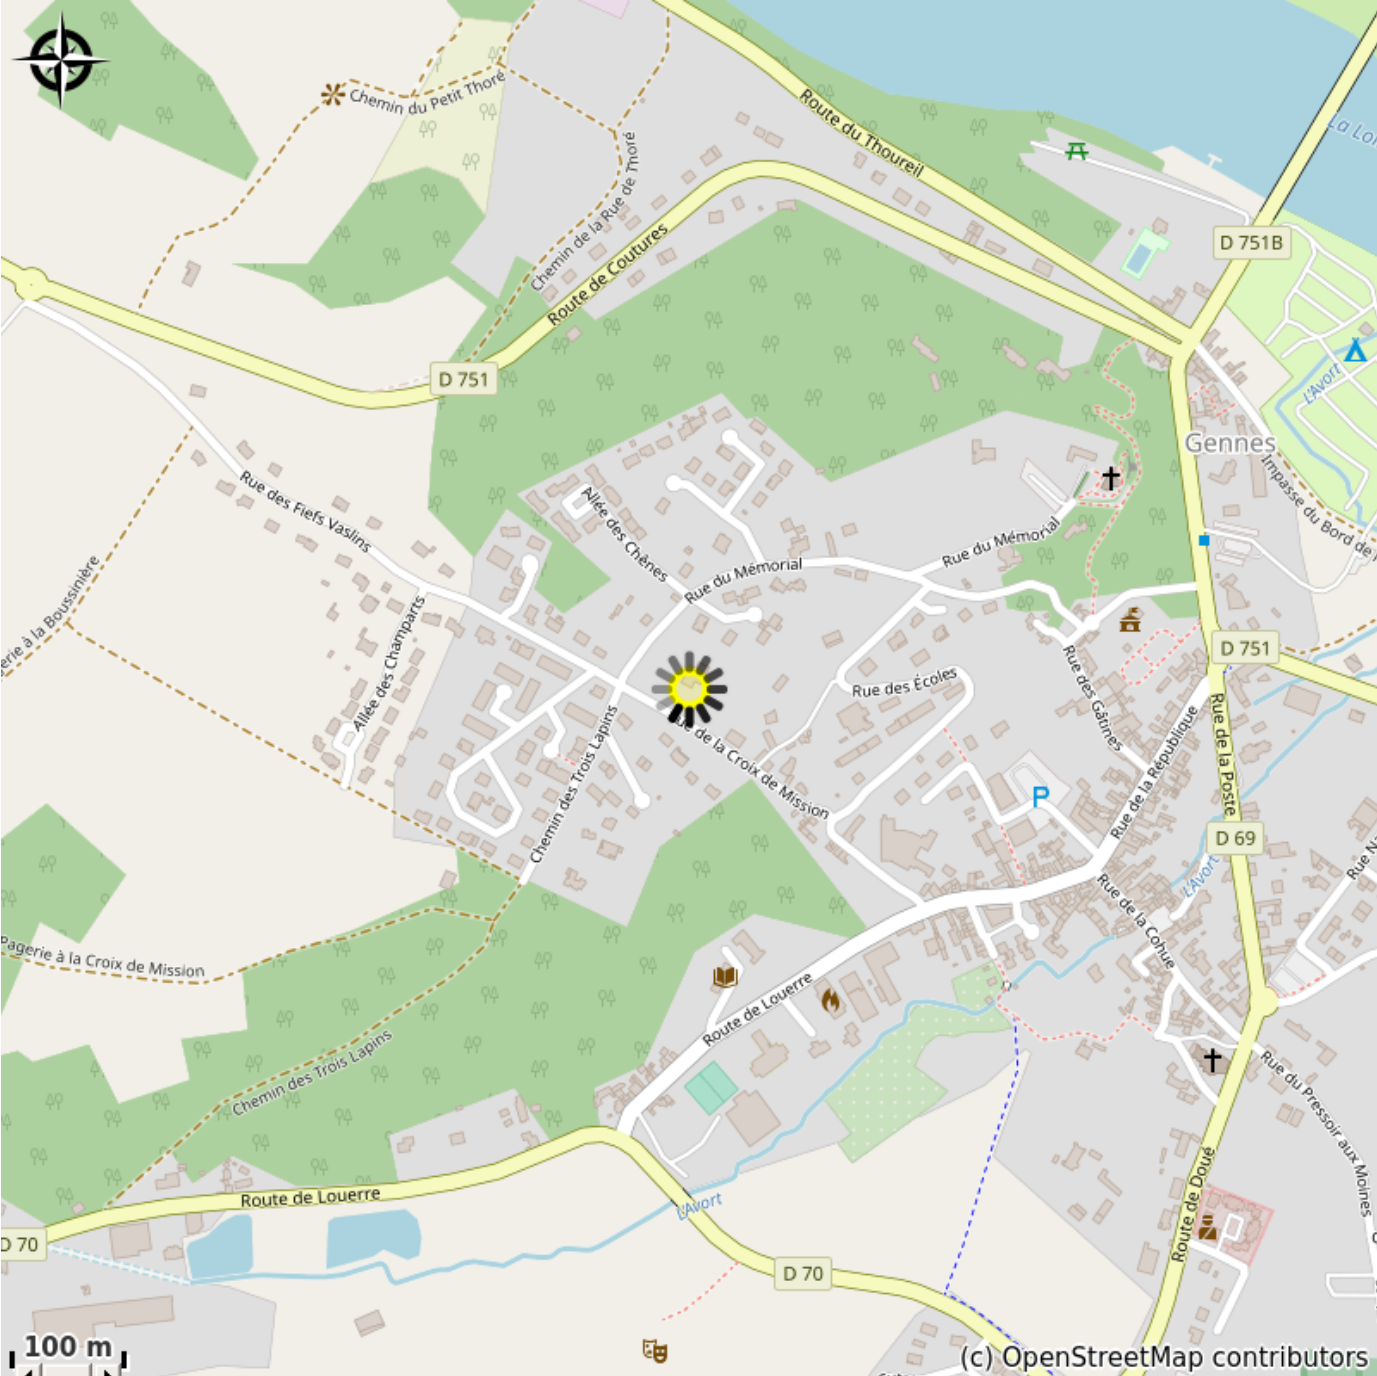 Chemin du Petit Thoré
Route du Thoureil
La Loi
Chemin de la Rue de Thoré
D 751B
Route de Coutures
D 751
L'Avort
Gennes
Impasse du Bord de
Rue des Fiefs Vaslins
Allée des Chênes
Rue du Mémorial
Rue du Mémorial
erie à la Boussinière
Allée des Champarts
D 751
Rue des Écoles
Rue des Gâtines
Rue de la Poste
Rue de la République
Chemin des Trois Lapins
ue de la Croix de Mission
P
D 69
Rue N
L'Avort
Rue de la Cohue
Pagerie à la Croix de Mission
Route de Louerre
Chemin des Trois Lapins
Rue du Pressoir aux Moines
Route de Louerre
L'Avort
Route de Doué
D 70
D 70
100 m
(c) OpenStreetMap contributors